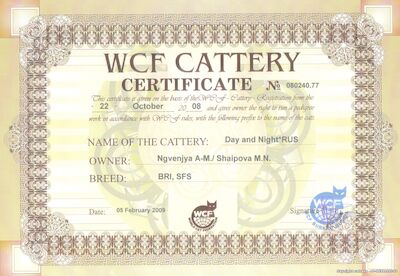 WCF CATTERY
CERTIFICATE № 080240.77
This certificate is given on the basis of the WCF - Cattery - Registration from the
22 October 20 08 and gives owner the right to run a pedigree
work in accordance with WCF rules, with the following prefix to the name of the cats:
NAME OF THE CATTERY: Day and Night*RUS
OWNER: Ngvenjya A-M./ Shaipova M.N.
BREED: BRI, SFS
Date: 05 February 2009
WCF
Signature
WCF